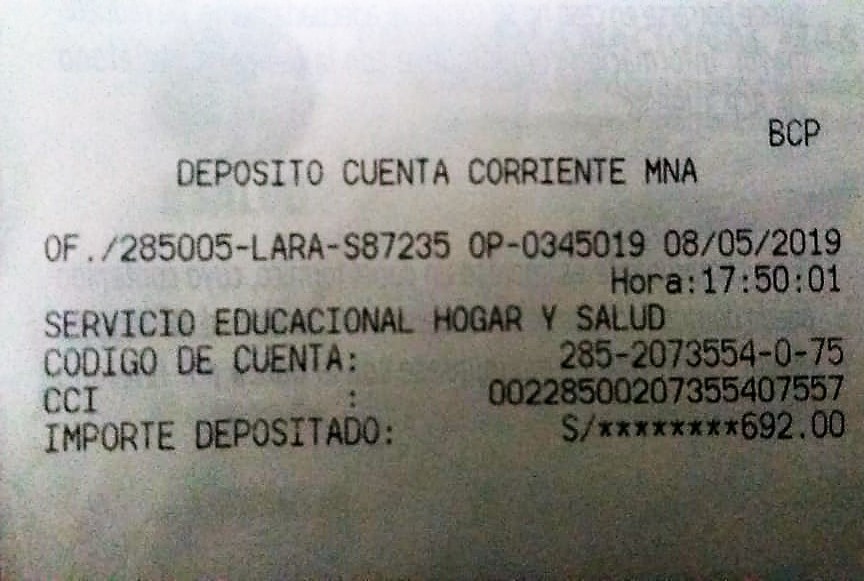 BCP
DEPOSITO CUENTA CORRIENTE MNA
OF./285005-LARA-S87235 OP-0345019 08/05/2019
Hora:17:50:01
SERVICIO EDUCACIONAL HOGAR Y SALUD
CODIGO DE CUENTA: 285-2073554-0-75
CCI : 00228500207355407557
IMPORTE DEPOSITADO: S/********692.00